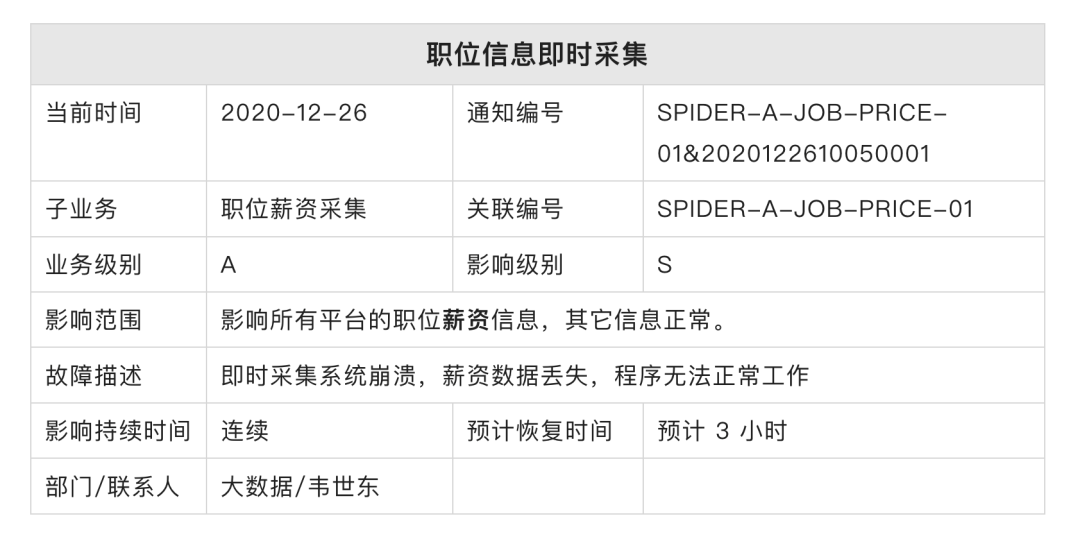 职位信息即时采集
当前时间 2020-12-26 通知编号 SPIDER-A-JOB-PRICE-
01&2020122610050001
子业务 职位薪资采集 关联编号 SPIDER-A-JOB-PRICE-01
业务级别 A 影响级别 S
影响范围 影响所有平台的职位薪资信息，其它信息正常。
故障描述 即时采集系统崩溃，薪资数据丢失，程序无法正常工作
影响持续时间 连续 预计恢复时间 预计 3 小时
部门/联系人 大数据/韦世东